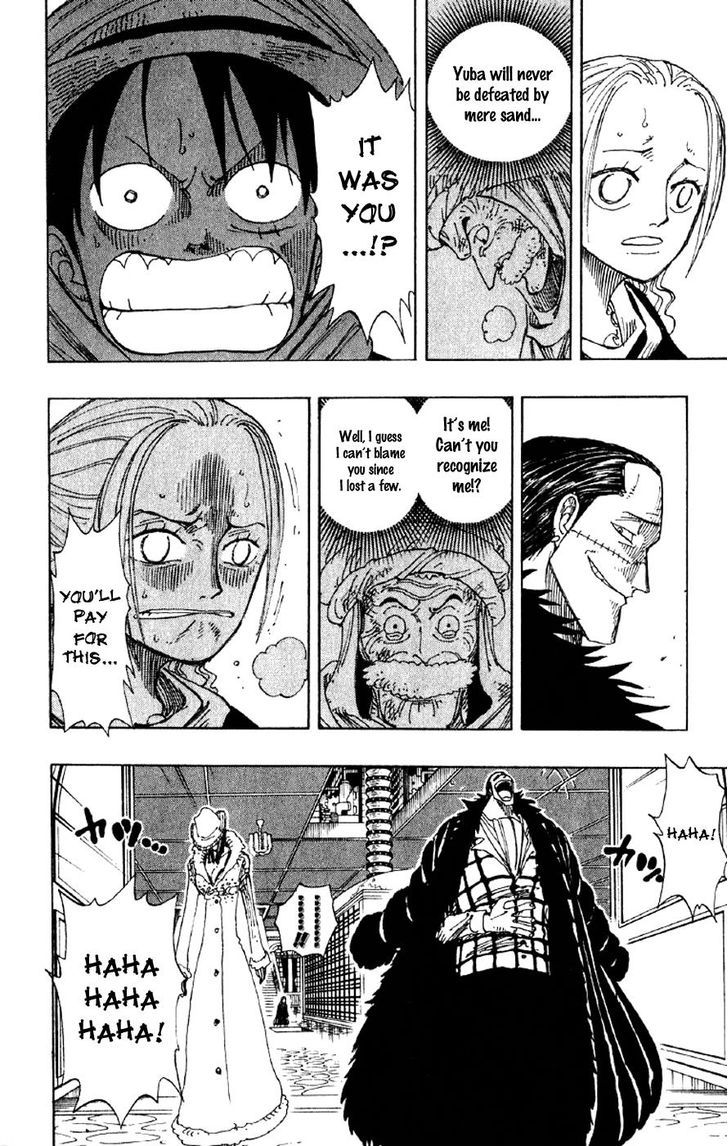 Yuba will never
be defeated by
mere sand...
IT
WAS
YOU
...!?
It's me!
Can't you
recognize
me!?
Well, I guess
I can't blame
you since
I lost a few.
YOU'LL
PAY
FOR
THIS...
HAHA!
............!!
HAHA
HAHA
HAHA!